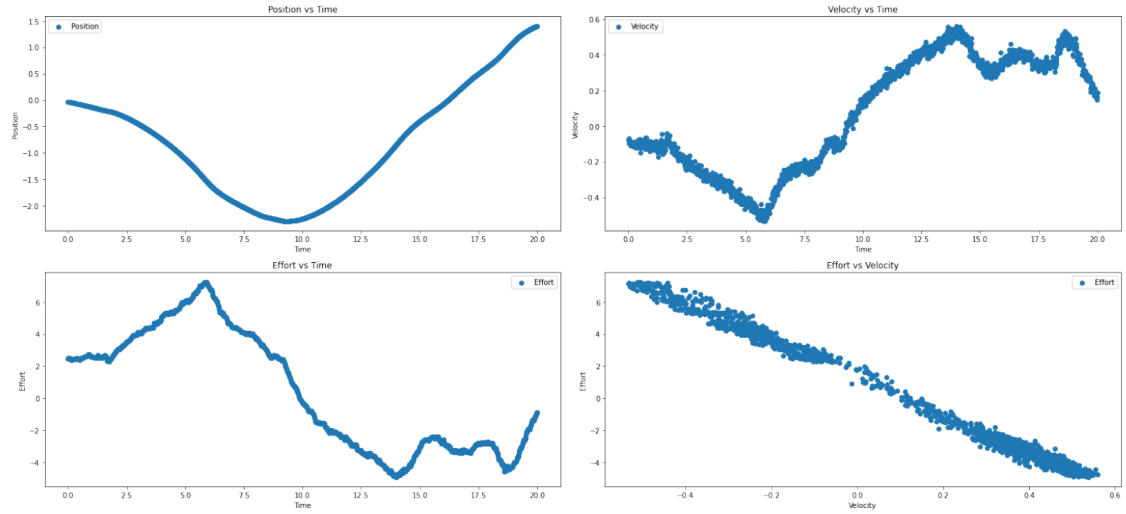 Position vs Time
Position
1.5
1.0
0.5
0.0
−0.5
−1.0
−1.5
−2.0
Position
0.0 2.5 5.0 7.5 10.0 12.5 15.0 17.5 20.0
Time
Velocity vs Time
Velocity
0.6
0.4
0.2
0.0
−0.2
−0.4
Velocity
0.0 2.5 5.0 7.5 10.0 12.5 15.0 17.5 20.0
Time
Effort vs Time
Effort
6
4
2
0
−2
−4
Effort
0.0 2.5 5.0 7.5 10.0 12.5 15.0 17.5 20.0
Time
Effort vs Velocity
Effort
6
4
2
0
−2
−4
Effort
−0.4 −0.2 0.0 0.2 0.4 0.6
Velocity